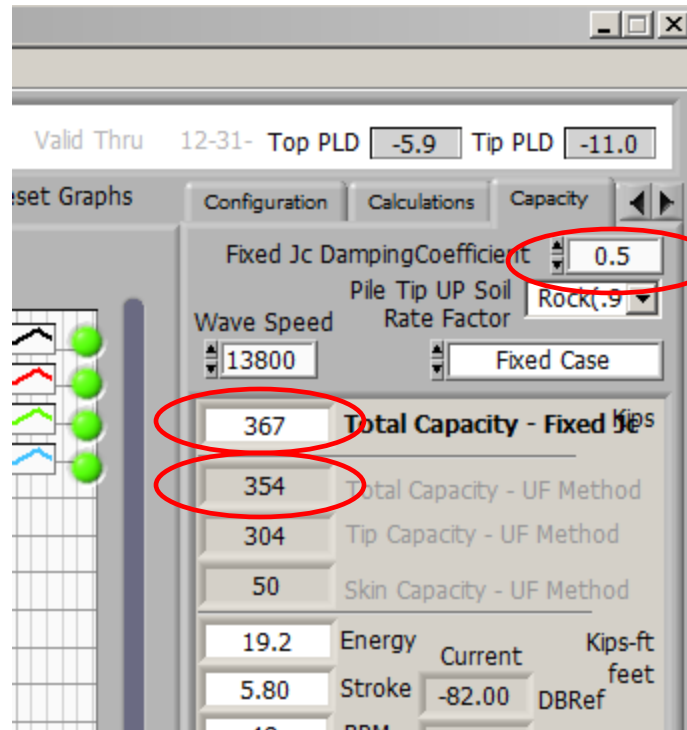 Valid Thru 12-31- Top PLD -5.9 Tip PLD -11.0
eset Graphs
Configuration Calculations Capacity
Fixed Jc DampingCoefficient 0.5
Pile Tip UP Soil
Rate Factor
Rock(.9
Wave Speed
13800
Fixed Case
Kips
367 Total Capacity - Fixed Jc
354 Total Capacity - UF Method
304 Tip Capacity - UF Method
50 Skin Capacity - UF Method
19.2 Energy Kips-ft
Current
feet
5.80 Stroke -82.00 DBRef